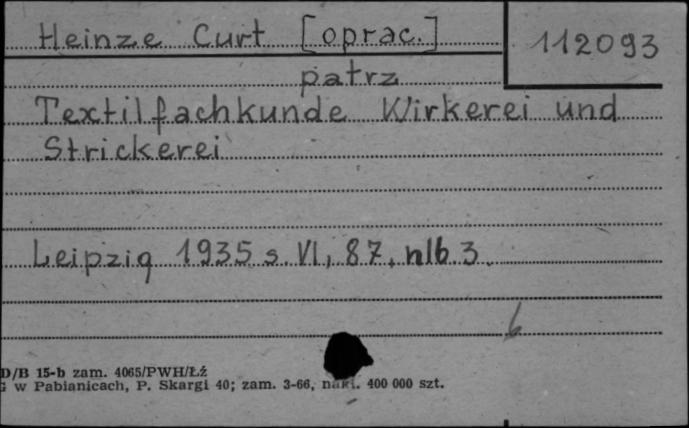 Heinze Curt [oprac.]
112093
patrz
Textilfachkunde Wirkerei und
Strickerei
Leipzig 1935 s. VI, 87, nlb 3.
b
D/B 15-b zam. 4065/PWH/Łź
w Pabianicach, P. Skargi 40; zam. 3-66, nakł. 400 000 szt.